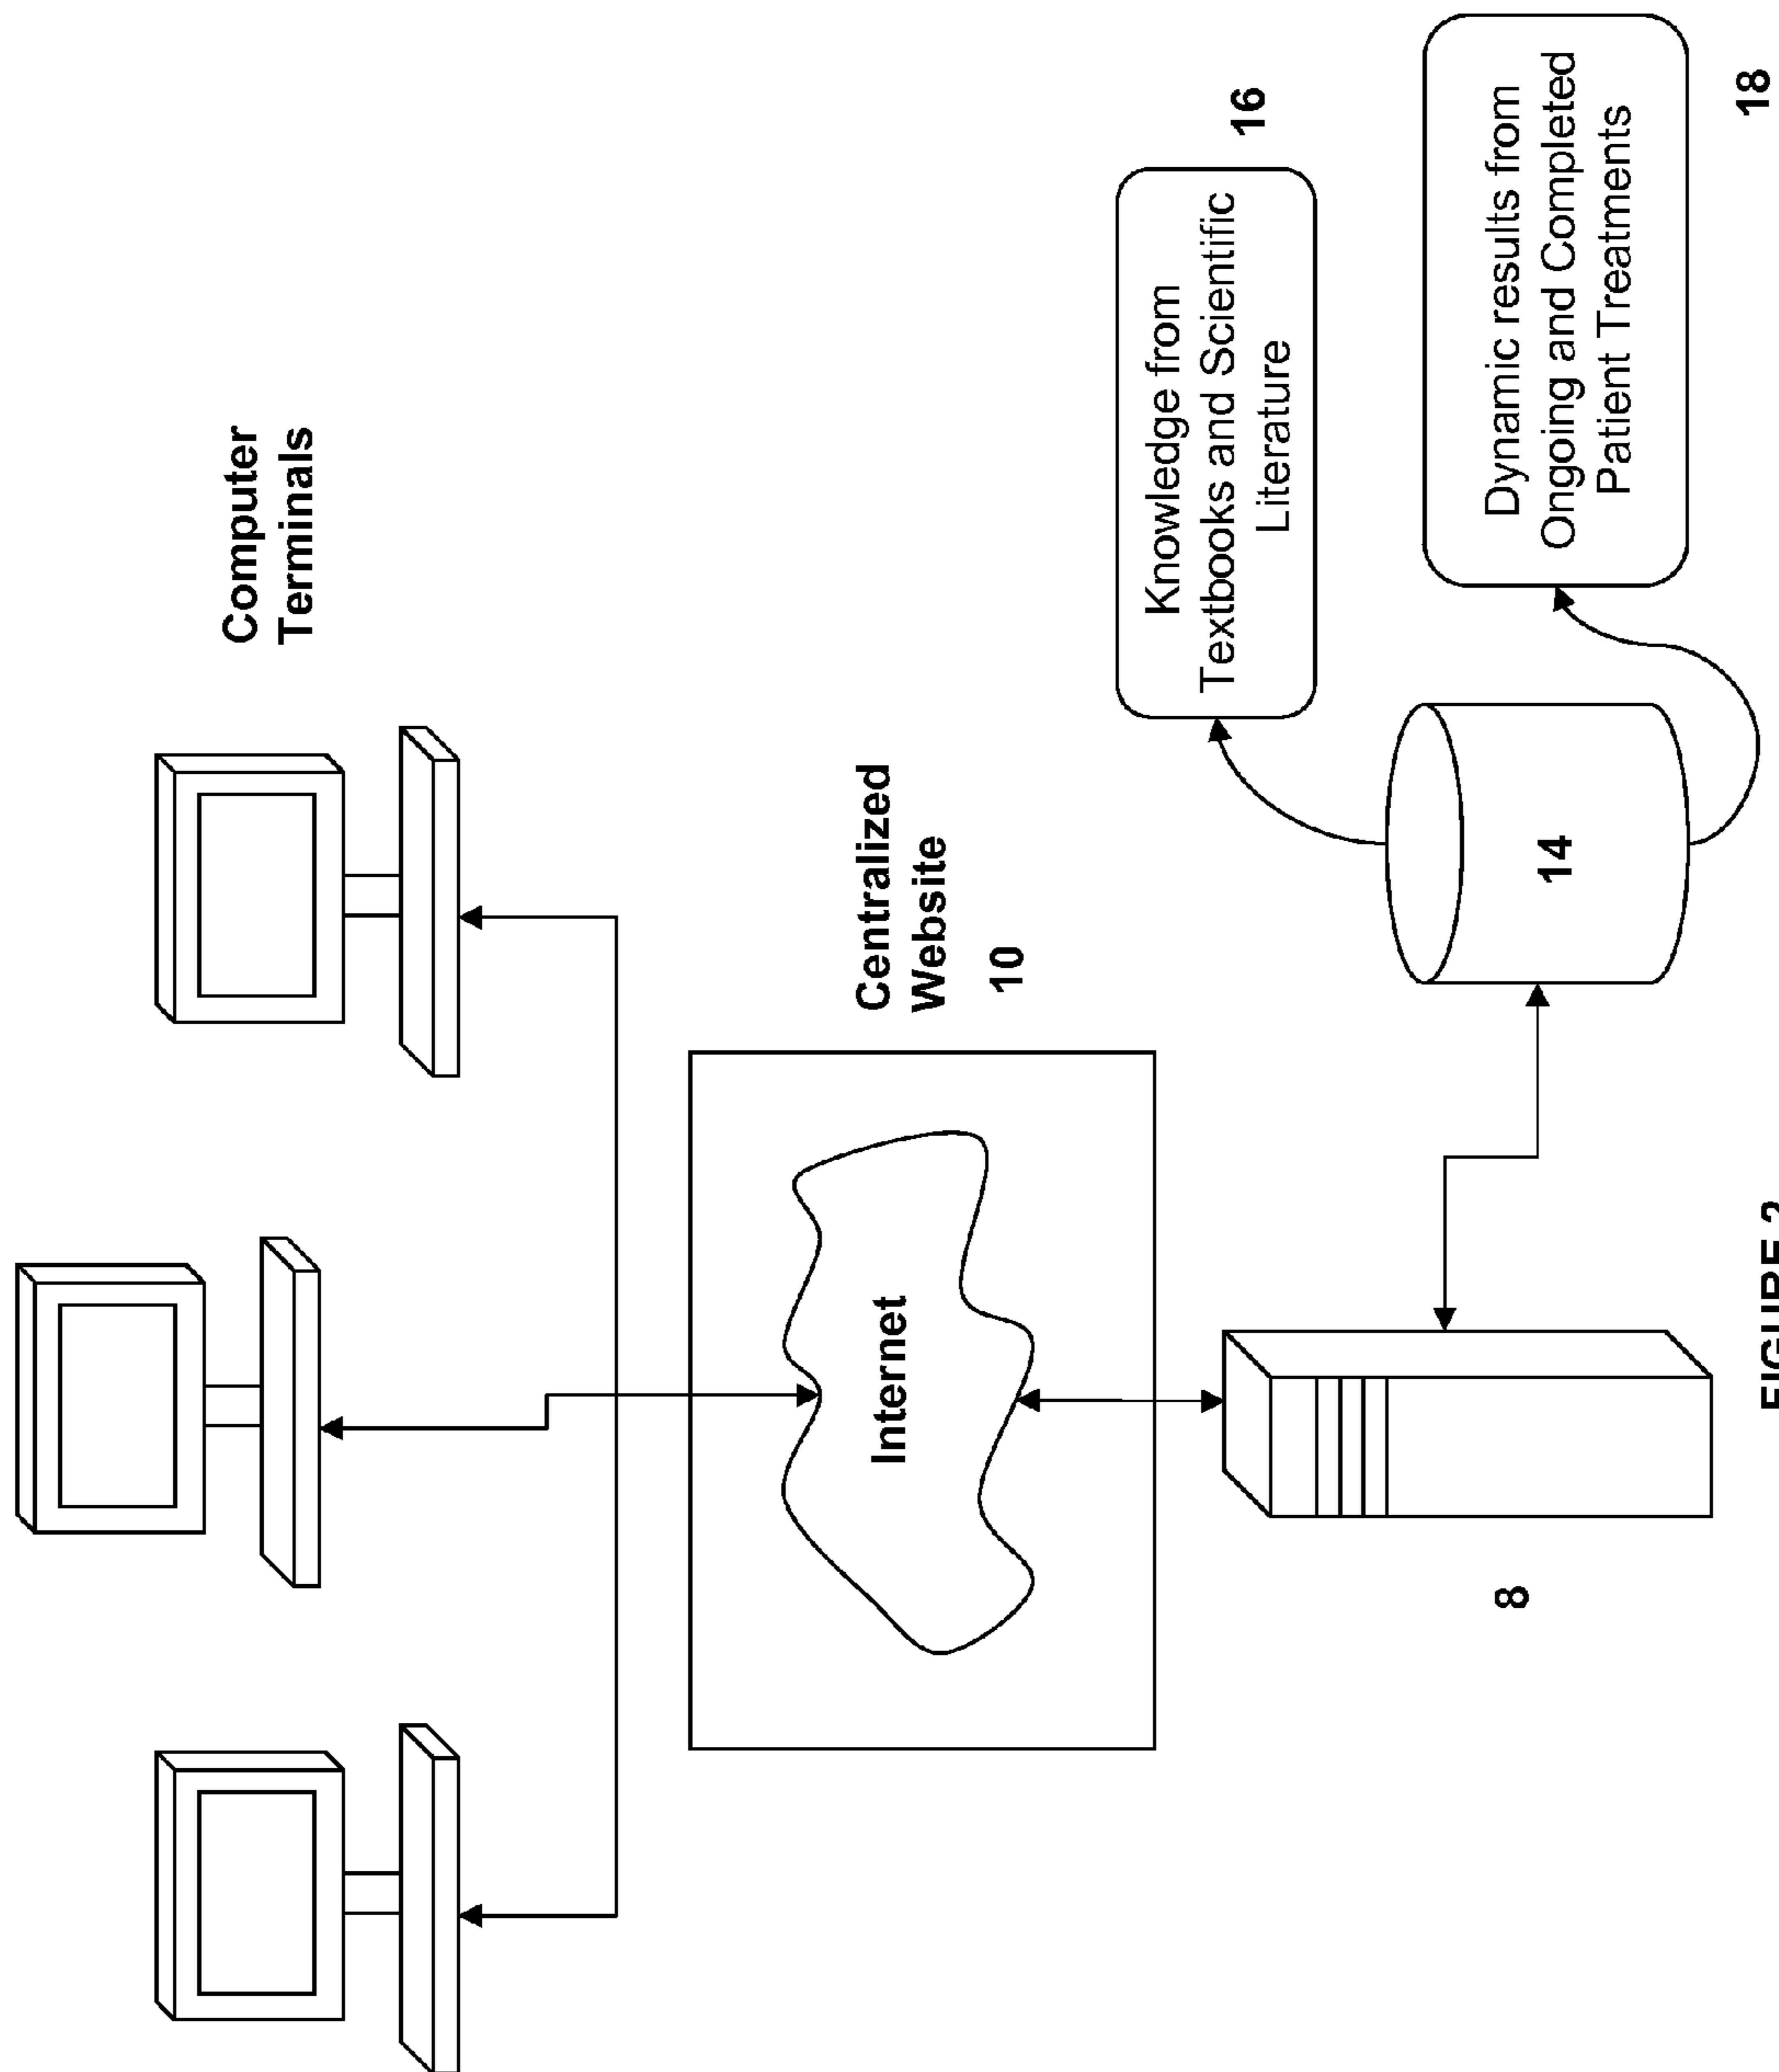 Computer
Terminals
Centralized
Website
10
Internet
8
14
Knowledge from
Textbooks and Scientific
Literature
16
Dynamic results from
Ongoing and Completed
Patient Treatments
18
FIGURE